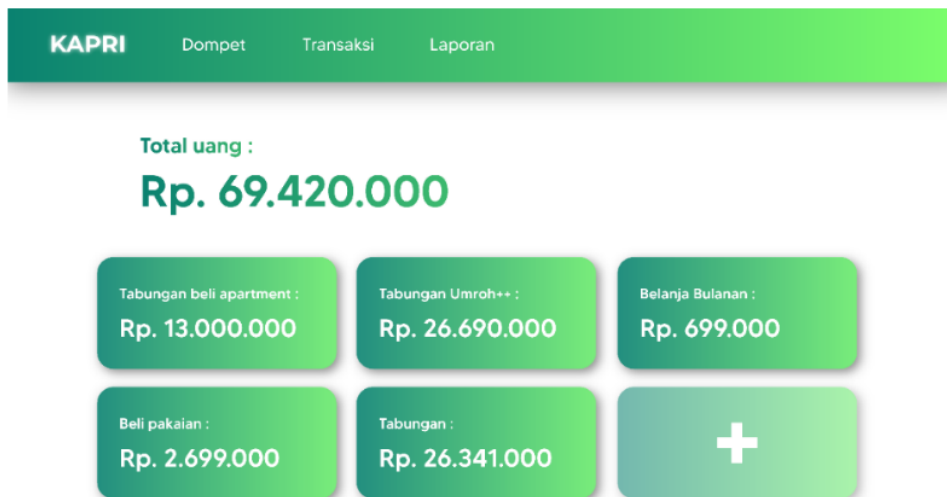 KAPRI Dompet Transaksi Laporan
Total uang :
Rp. 69.420.000
Tabungan beli apartment :
Rp. 13.000.000
Tabungan Umroh++ :
Rp. 26.690.000
Belanja Bulanan :
Rp. 699.000
Beli pakaian :
Rp. 2.699.000
Tabungan :
Rp. 26.341.000
+